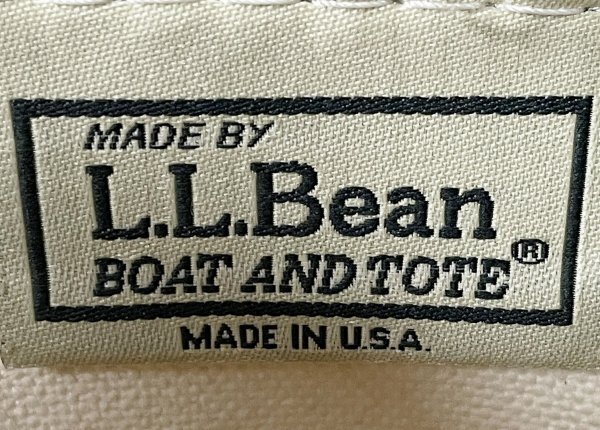 MADE BY
L.L.Bean
BOAT AND TOTE®
MADE IN U.S.A.